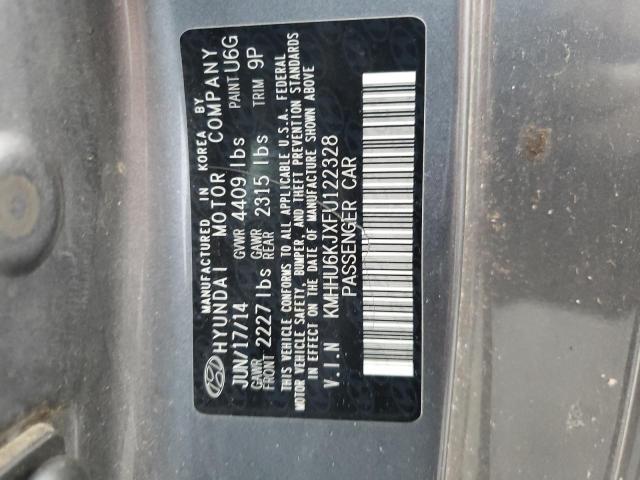 MANUFACTURED IN KOREA BY
HYUNDAI MOTOR COMPANY
JUN/17/14 GVWR 4409 lbs PAINT U6G
GAWR FRONT 2227 lbs GAWR REAR 2315 lbs TRIM 9P
THIS VEHICLE CONFORMS TO ALL APPLICABLE U.S.A. FEDERAL
MOTOR VEHICLE SAFETY, BUMPER, AND THEFT PREVENTION STANDARDS
IN EFFECT ON THE DATE OF MANUFACTURE SHOWN ABOVE
V.I.N KMHHU6KJXFU122328
PASSENGER CAR